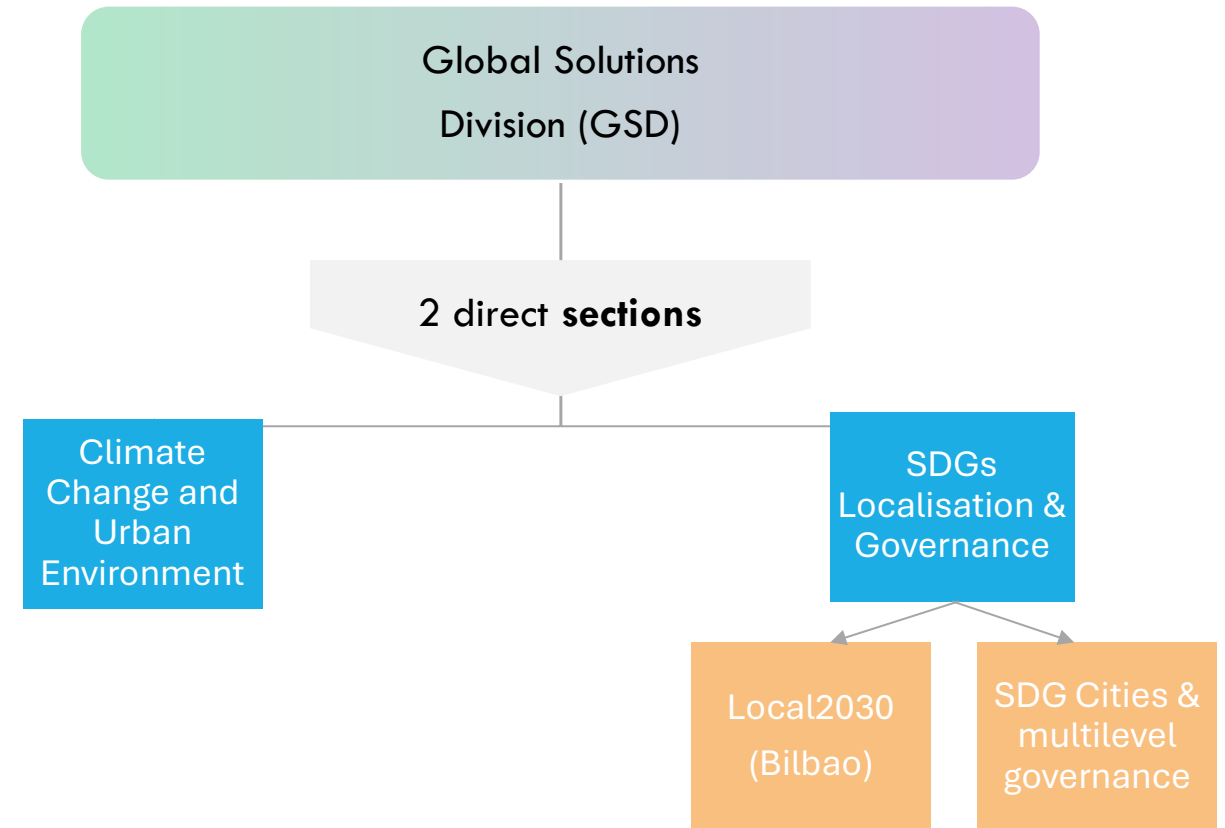 Global Solutions
Division (GSD)
2 direct sections
Climate
Change and
Urban
Environment
SDGs
Localisation &
Governance
Local2030
(Bilbao)
SDG Cities &
multilevel
governance